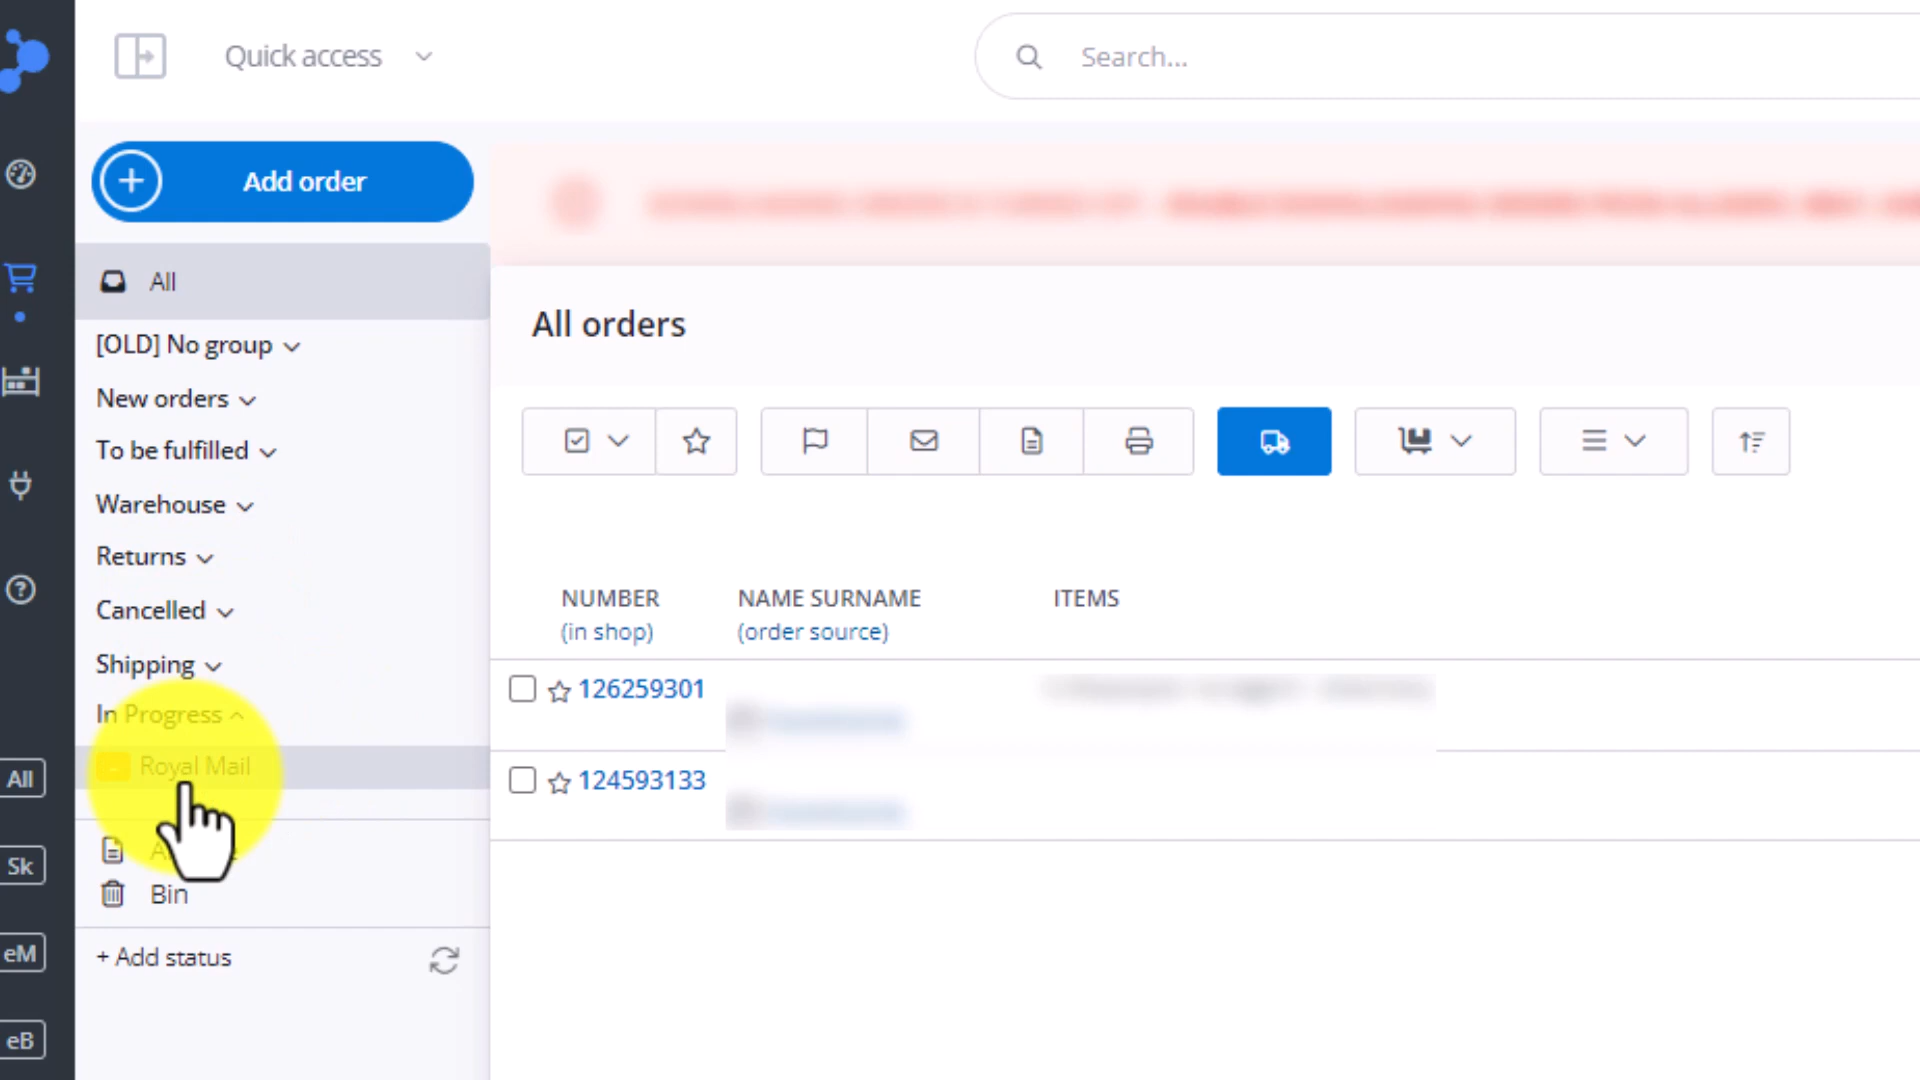 Quick access
Search...
Add order
All
[OLD] No group
New orders
To be fulfilled
Warehouse
Returns
Cancelled
Shipping
In Progress
Royal Mail
Bin
+ Add status
All
Sk
eM
eB
All orders
NUMBER NAME SURNAME ITEMS
(in shop) (order source)
126259301
124593133